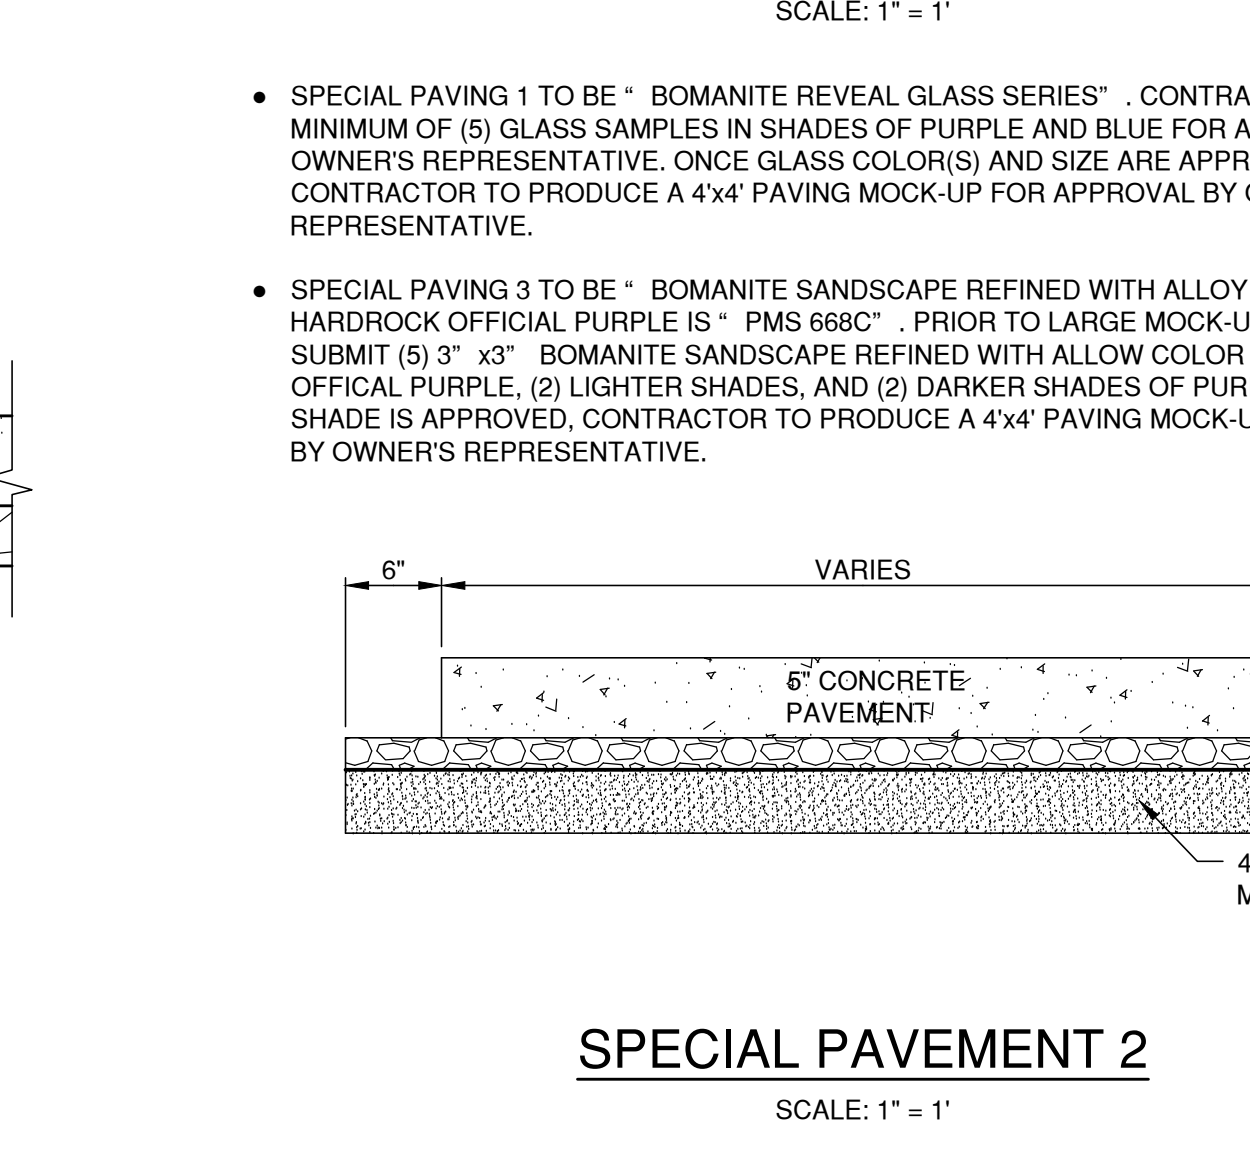 SCALE: 1" = 1'
● SPECIAL PAVING 1 TO BE “ BOMANITE REVEAL GLASS SERIES” . CONTRA
MINIMUM OF (5) GLASS SAMPLES IN SHADES OF PURPLE AND BLUE FOR A
OWNER'S REPRESENTATIVE. ONCE GLASS COLOR(S) AND SIZE ARE APPR
CONTRACTOR TO PRODUCE A 4'x4' PAVING MOCK-UP FOR APPROVAL BY
REPRESENTATIVE.
● SPECIAL PAVING 3 TO BE “ BOMANITE SANDSCAPE REFINED WITH ALLOY
HARDROCK OFFICIAL PURPLE IS “ PMS 668C” . PRIOR TO LARGE MOCK-U
SUBMIT (5) 3” x3” BOMANITE SANDSCAPE REFINED WITH ALLOW COLOR
OFFICAL PURPLE, (2) LIGHTER SHADES, AND (2) DARKER SHADES OF PUR
SHADE IS APPROVED, CONTRACTOR TO PRODUCE A 4'x4' PAVING MOCK-U
BY OWNER'S REPRESENTATIVE.
6" VARIES
5" CONCRETE
PAVEMENT
4
M
SPECIAL PAVEMENT 2
SCALE: 1" = 1'